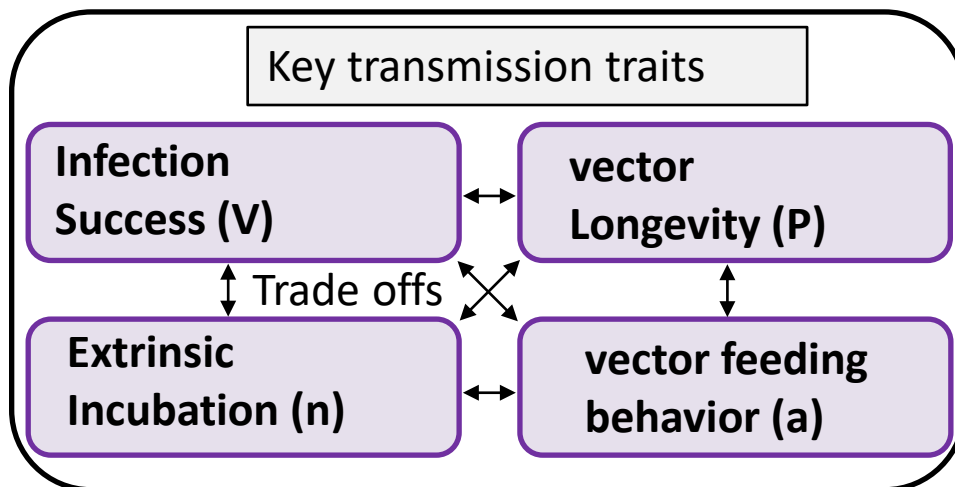 Key transmission traits
Infection
Success (V)
vector
Longevity (P)
Trade offs
Extrinsic
Incubation (n)
vector feeding
behavior (a)